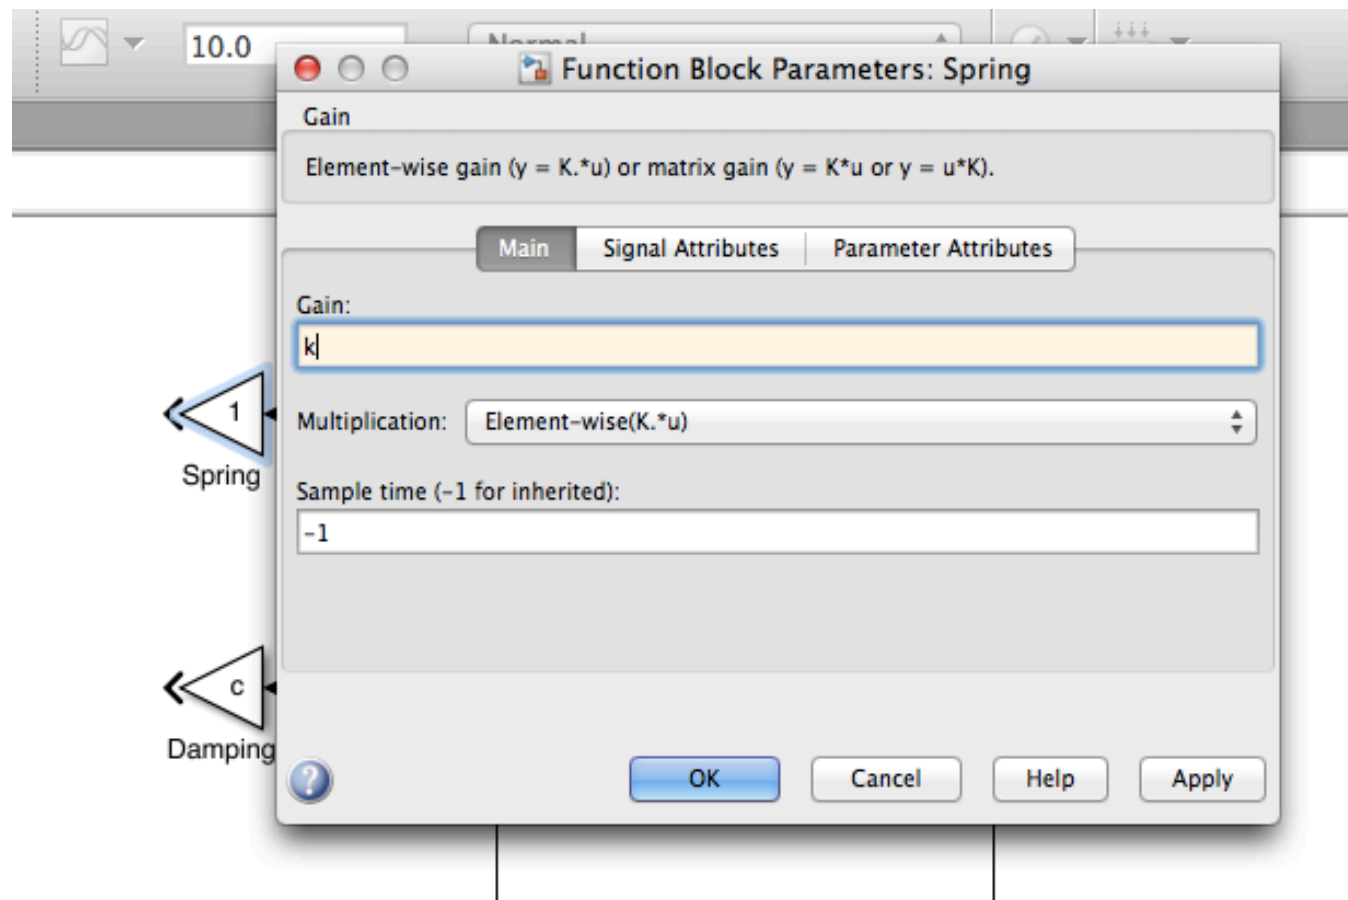 10.0
Normal
Function Block Parameters: Spring
Gain
Element-wise gain (y = K.*u) or matrix gain (y = K*u or y = u*K).
Main Signal Attributes Parameter Attributes
Gain:
k
1
Multiplication: Element-wise(K.*u)
Spring
Sample time (-1 for inherited):
-1
c
Damping
? OK Cancel Help Apply